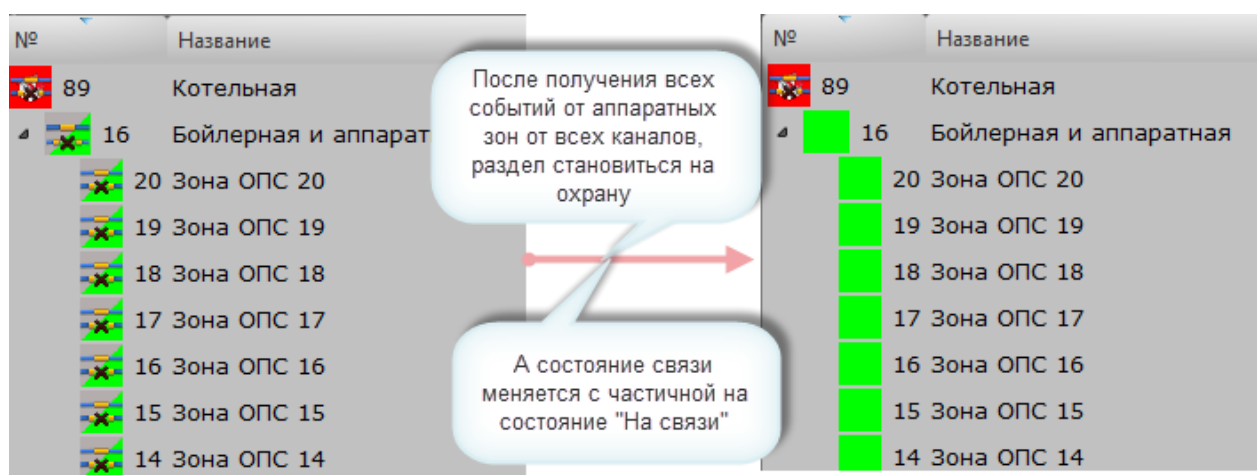 № Название
89 Котельная
16 Бойлерная и аппарат
20 Зона ОПС 20
19 Зона ОПС 19
18 Зона ОПС 18
17 Зона ОПС 17
16 Зона ОПС 16
15 Зона ОПС 15
14 Зона ОПС 14
После получения всех
событий от аппаратных
зон от всех каналов,
раздел становиться на
охрану
А состояние связи
меняется с частичной на
состояние "На связи"
№ Название
89 Котельная
16 Бойлерная и аппаратная
20 Зона ОПС 20
19 Зона ОПС 19
18 Зона ОПС 18
17 Зона ОПС 17
16 Зона ОПС 16
15 Зона ОПС 15
14 Зона ОПС 14